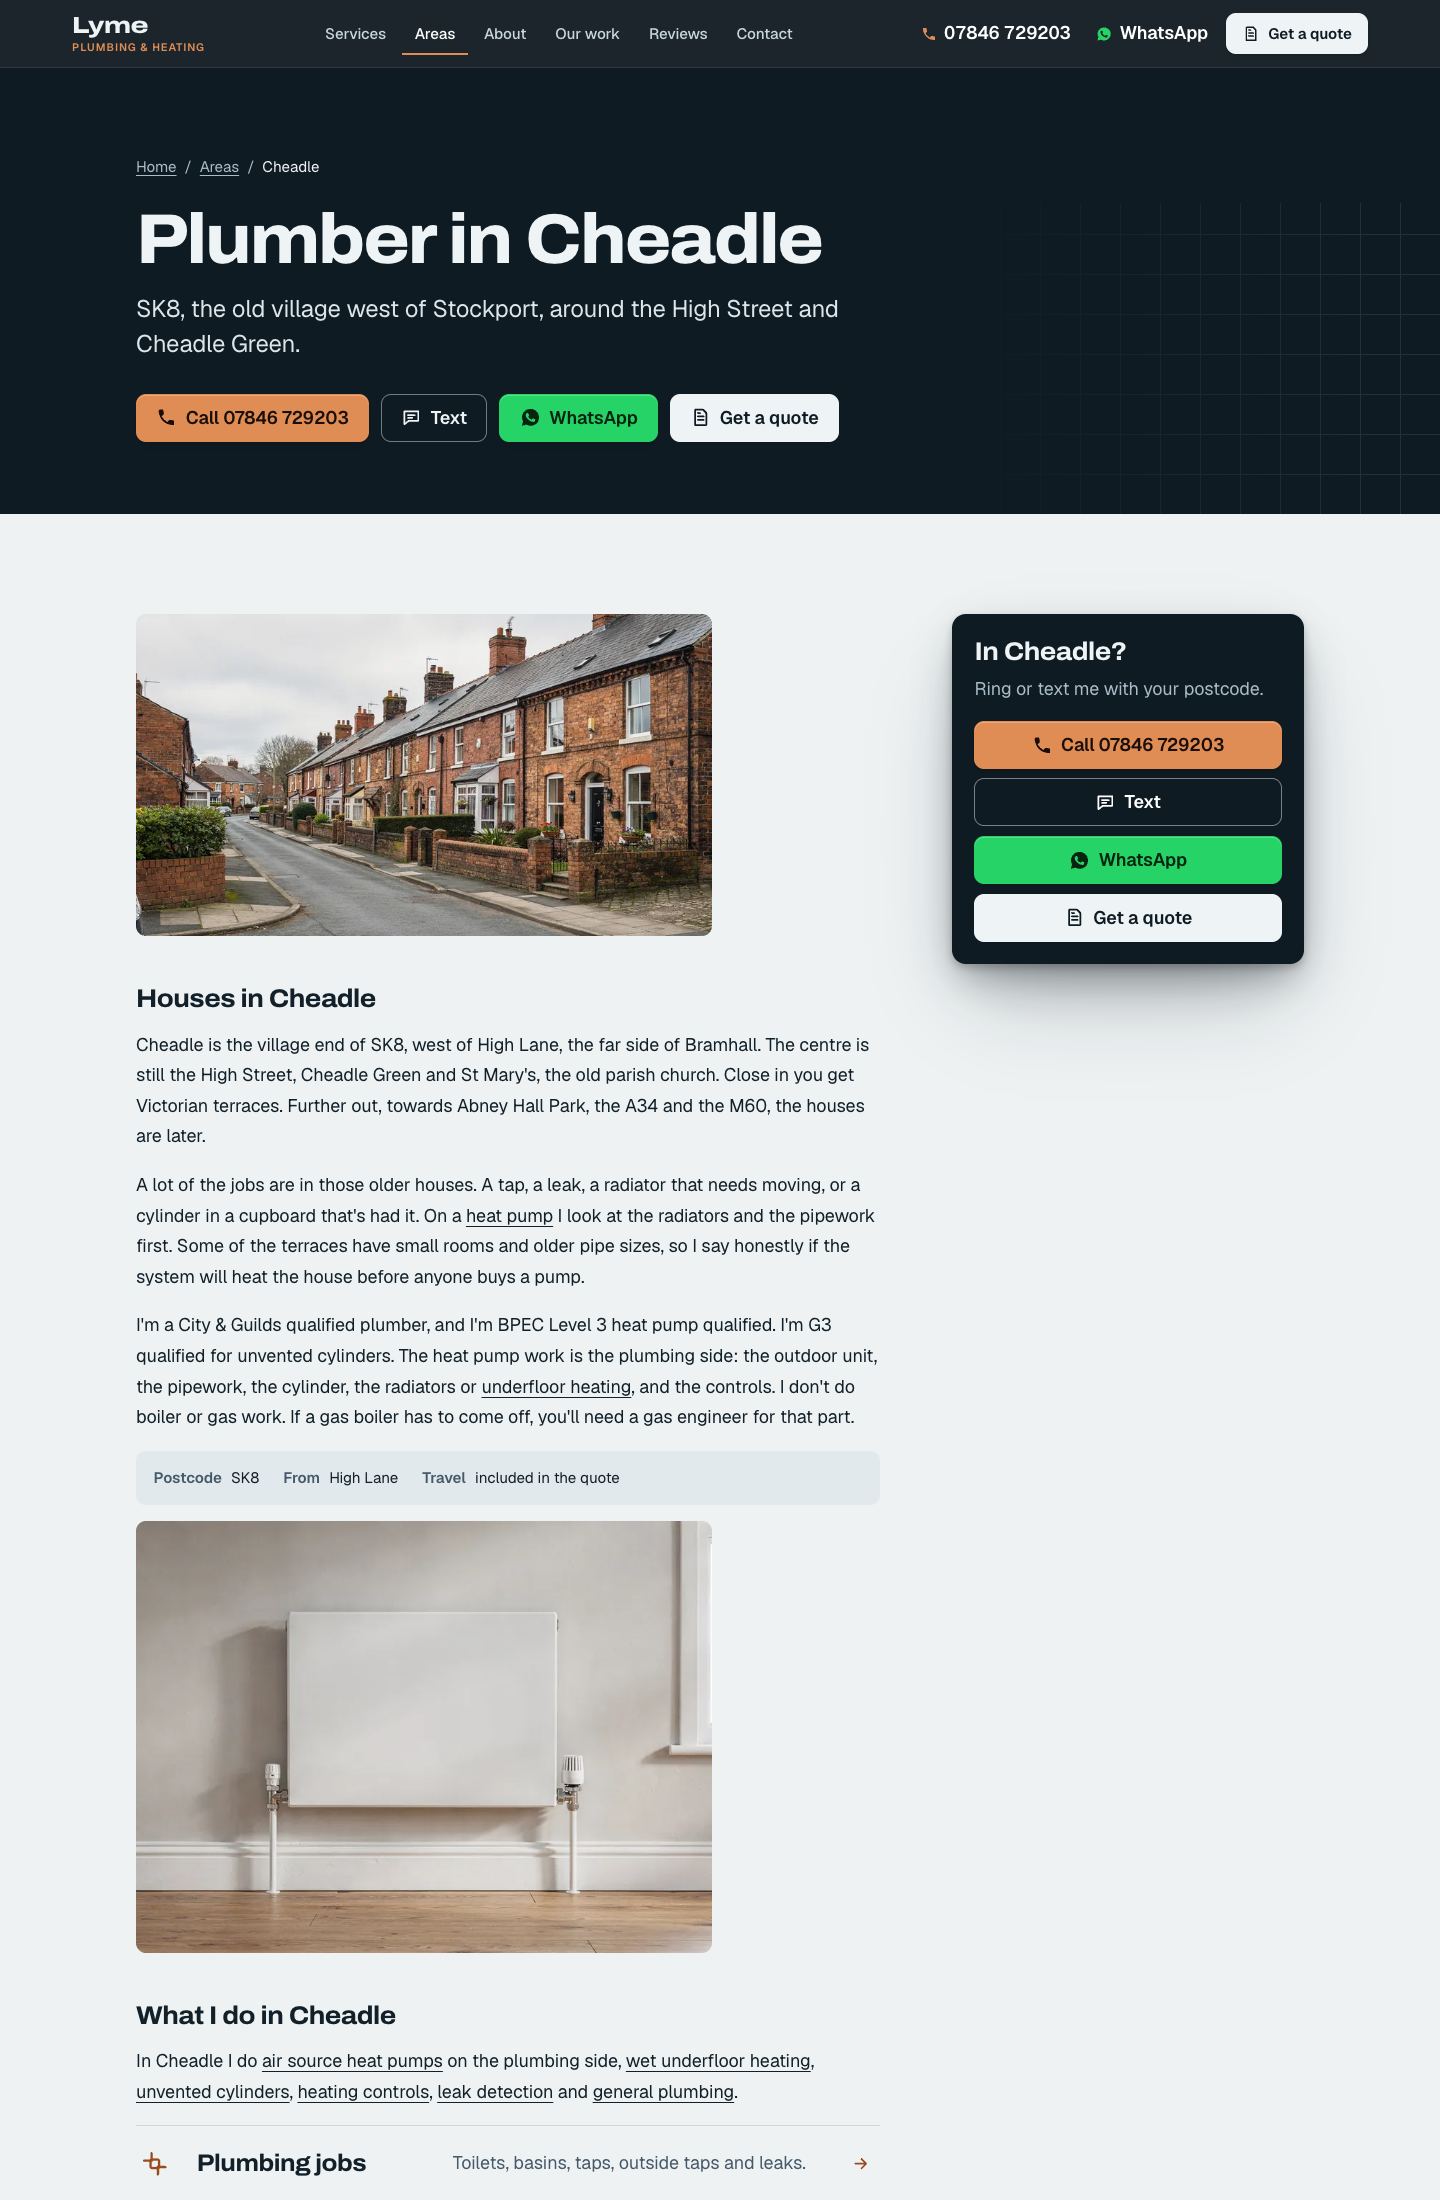 Lyme
PLUMBING & HEATING
Services
Areas
About
Our work
Reviews
Contact
07846 729203
WhatsApp
Get a quote
Home / Areas / Cheadle
Plumber in Cheadle
SK8, the old village west of Stockport, around the High Street and
Cheadle Green.
Call 07846 729203
Text
WhatsApp
Get a quote
In Cheadle?
Ring or text me with your postcode.
Call 07846 729203
Text
WhatsApp
Get a quote
Houses in Cheadle
Cheadle is the village end of SK8, west of High Lane, the far side of Bramhall. The centre is
still the High Street, Cheadle Green and St Mary's, the old parish church. Close in you get
Victorian terraces. Further out, towards Abney Hall Park, the A34 and the M60, the houses
are later.
A lot of the jobs are in those older houses. A tap, a leak, a radiator that needs moving, or a
cylinder in a cupboard that's had it. On a heat pump I look at the radiators and the pipework
first. Some of the terraces have small rooms and older pipe sizes, so I say honestly if the
system will heat the house before anyone buys a pump.
I'm a City & Guilds qualified plumber, and I'm BPEC Level 3 heat pump qualified. I'm G3
qualified for unvented cylinders. The heat pump work is the plumbing side: the outdoor unit,
the pipework, the cylinder, the radiators or underfloor heating, and the controls. I don't do
boiler or gas work. If a gas boiler has to come off, you'll need a gas engineer for that part.
Postcode SK8 From High Lane Travel included in the quote
What I do in Cheadle
In Cheadle I do air source heat pumps on the plumbing side, wet underfloor heating,
unvented cylinders, heating controls, leak detection and general plumbing.
Plumbing jobs
Toilets, basins, taps, outside taps and leaks.